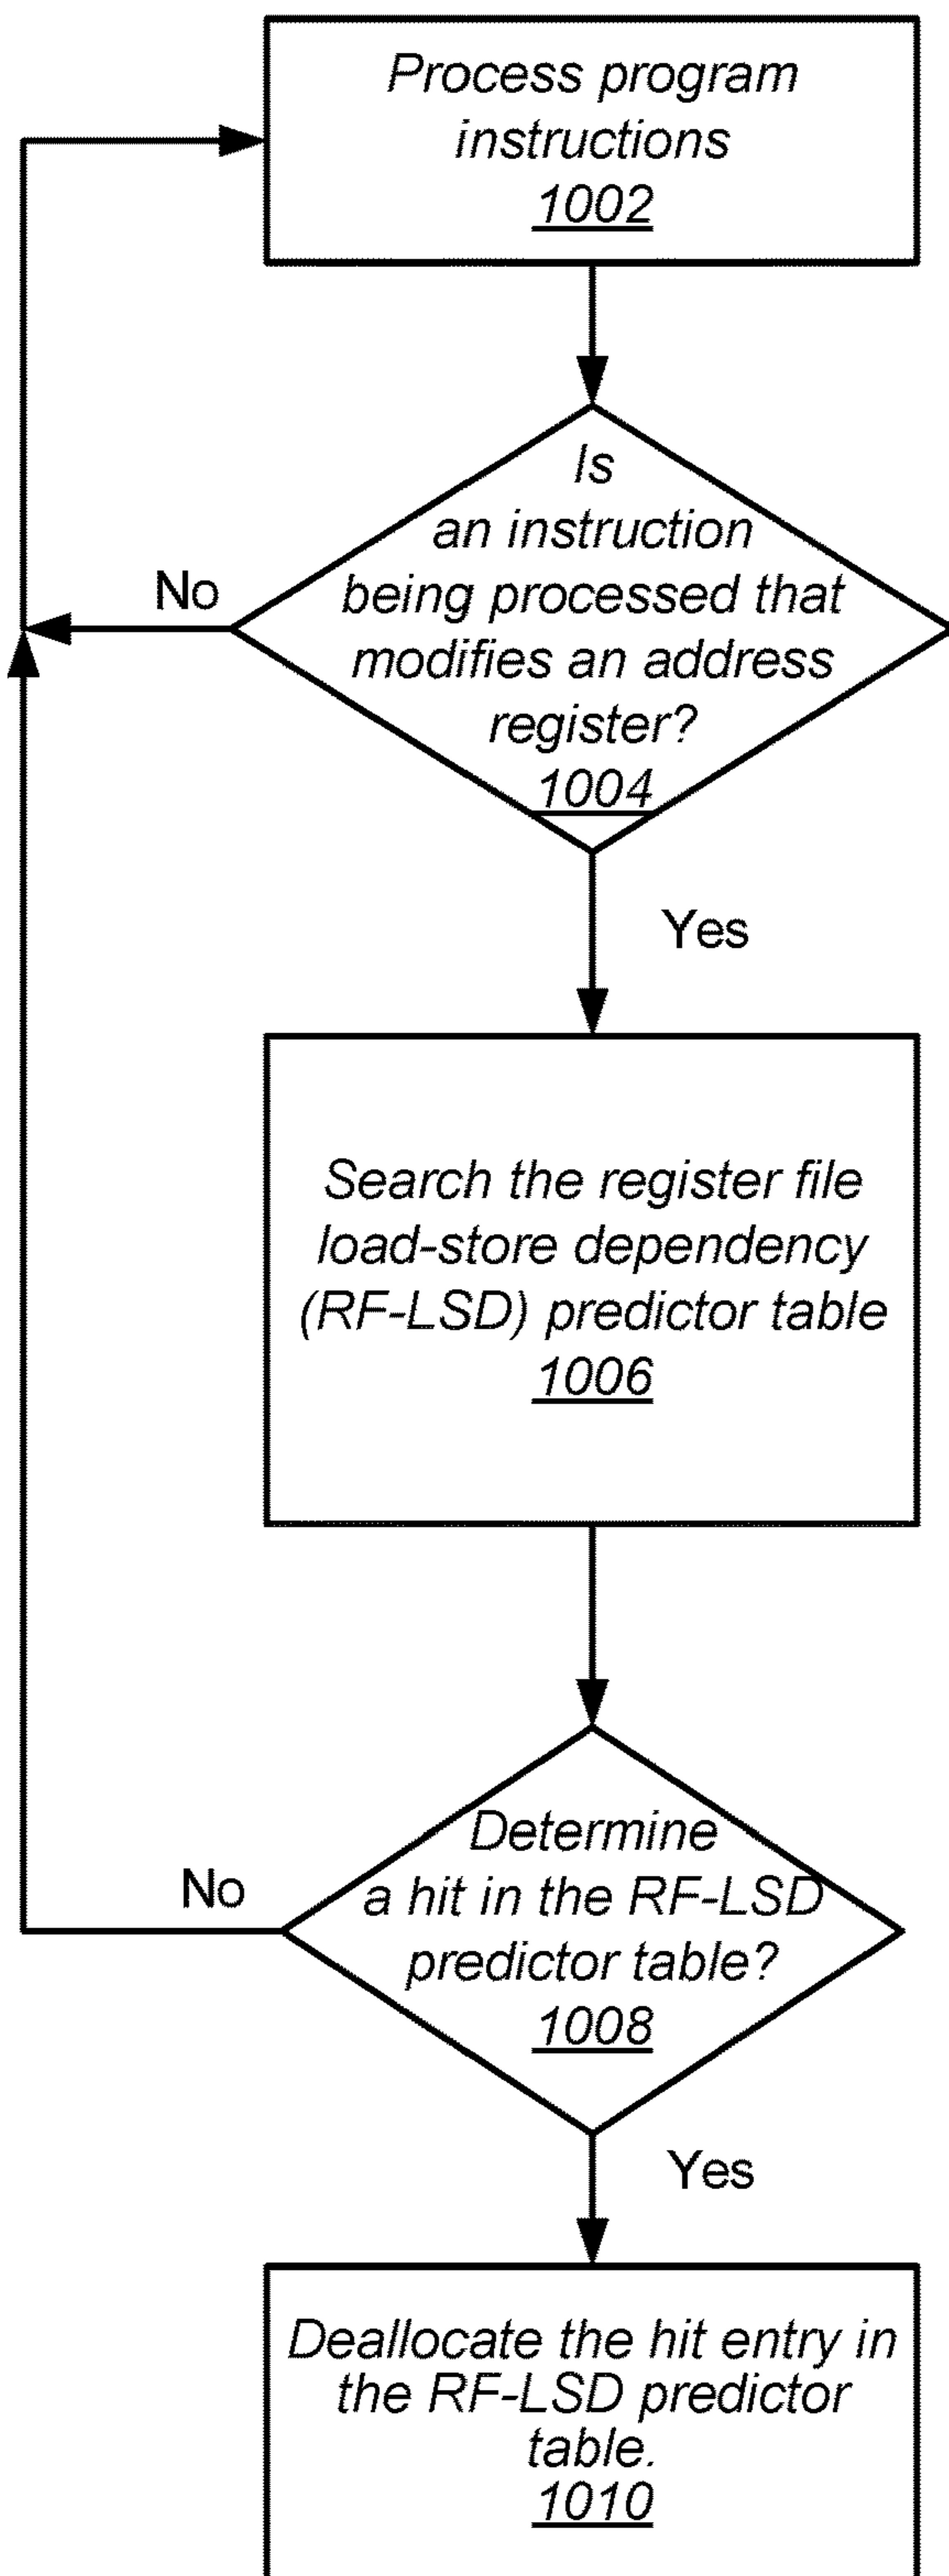 Process program
instructions
1002
Is
an instruction
being processed that
modifies an address
register?
1004
No
Yes
Search the register file
load-store dependency
(RF-LSD) predictor table
1006
Determine
a hit in the RF-LSD
predictor table?
1008
No
Yes
Deallocate the hit entry in
the RF-LSD predictor
table.
1010